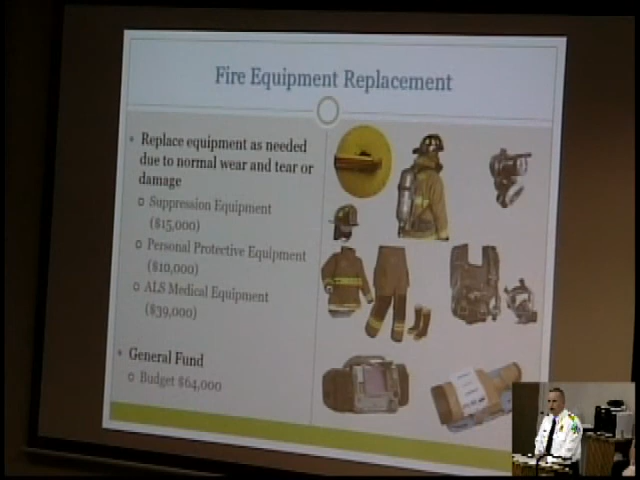 Fire Equipment Replacement
Replace equipment as needed
due to normal wear and tear or
damage
Suppression Equipment
($15,000)
Personal Protective Equipment
($10,000)
ALS Medical Equipment
($39,000)
General Fund
Budget $64,000